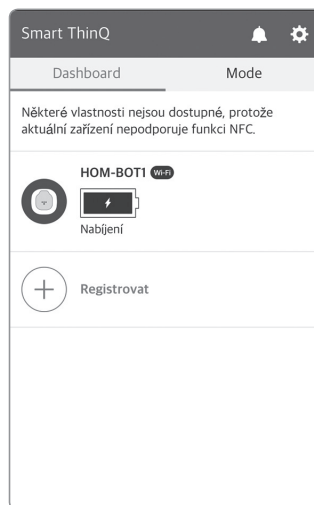 Smart ThinQ
Dashboard Mode
Některé vlastnosti nejsou dostupné, protože
aktuální zařízení nepodporuje funkci NFC.
HOM-BOT1 Wi-Fi
Nabíjení
Registrovat